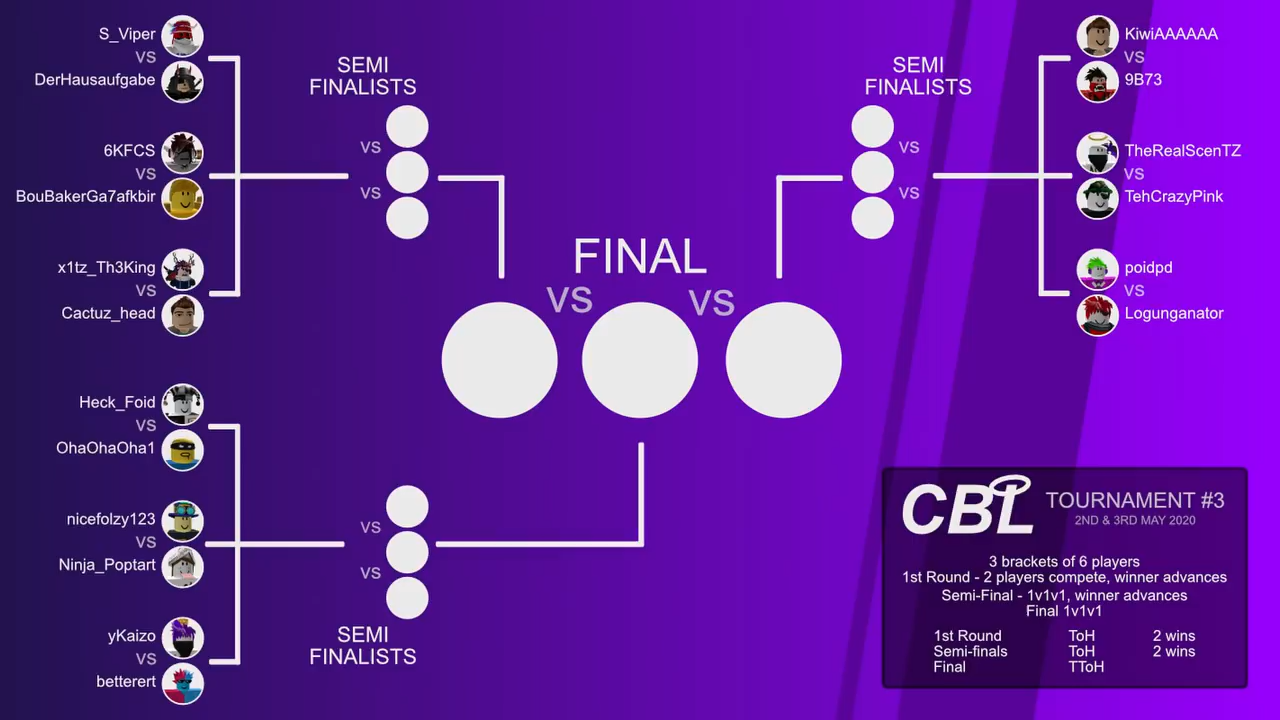 S_Viper
VS
DerHausaufgabe
6KFCS
VS
BouBakerGa7afkbir
x1tz_Th3King
VS
Cactuz_head
SEMI
FINALISTS
VS
VS
Heck_Foid
VS
OhaOhaOha1
nicefolzy123
VS
Ninja_Poptart
yKaizo
VS
betterert
VS
VS
SEMI
FINALISTS
FINAL
VS VS
SEMI
FINALISTS
VS
VS
KiwiAAAAAA
VS
9B73
TheRealScenTZ
VS
TehCrazyPink
poidpd
VS
Logunganator
CBL TOURNAMENT #3
2ND & 3RD MAY 2020
3 brackets of 6 players
1st Round - 2 players compete, winner advances
Semi-Final - 1v1v1, winner advances
Final 1v1v1
1st Round ToH 2 wins
Semi-finals ToH 2 wins
Final TToH